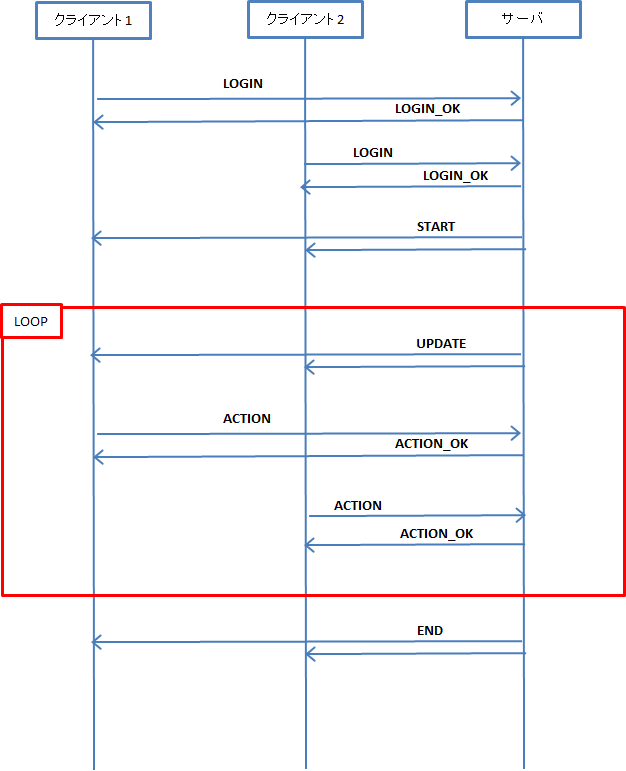 クライアント1
クライアント2
サーバ
LOGIN
LOGIN_OK
LOGIN
LOGIN_OK
START
LOOP
UPDATE
ACTION
ACTION_OK
ACTION
ACTION_OK
END